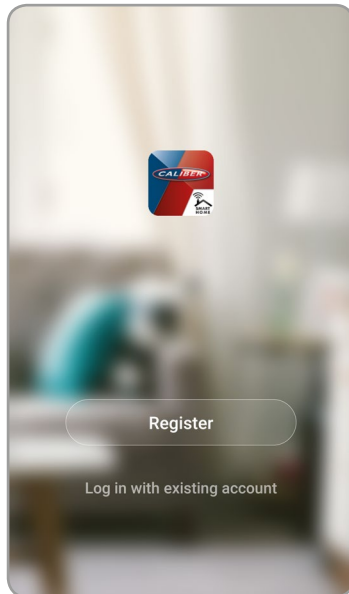 CALIBER
SMART
HOME
Register
Log in with existing account